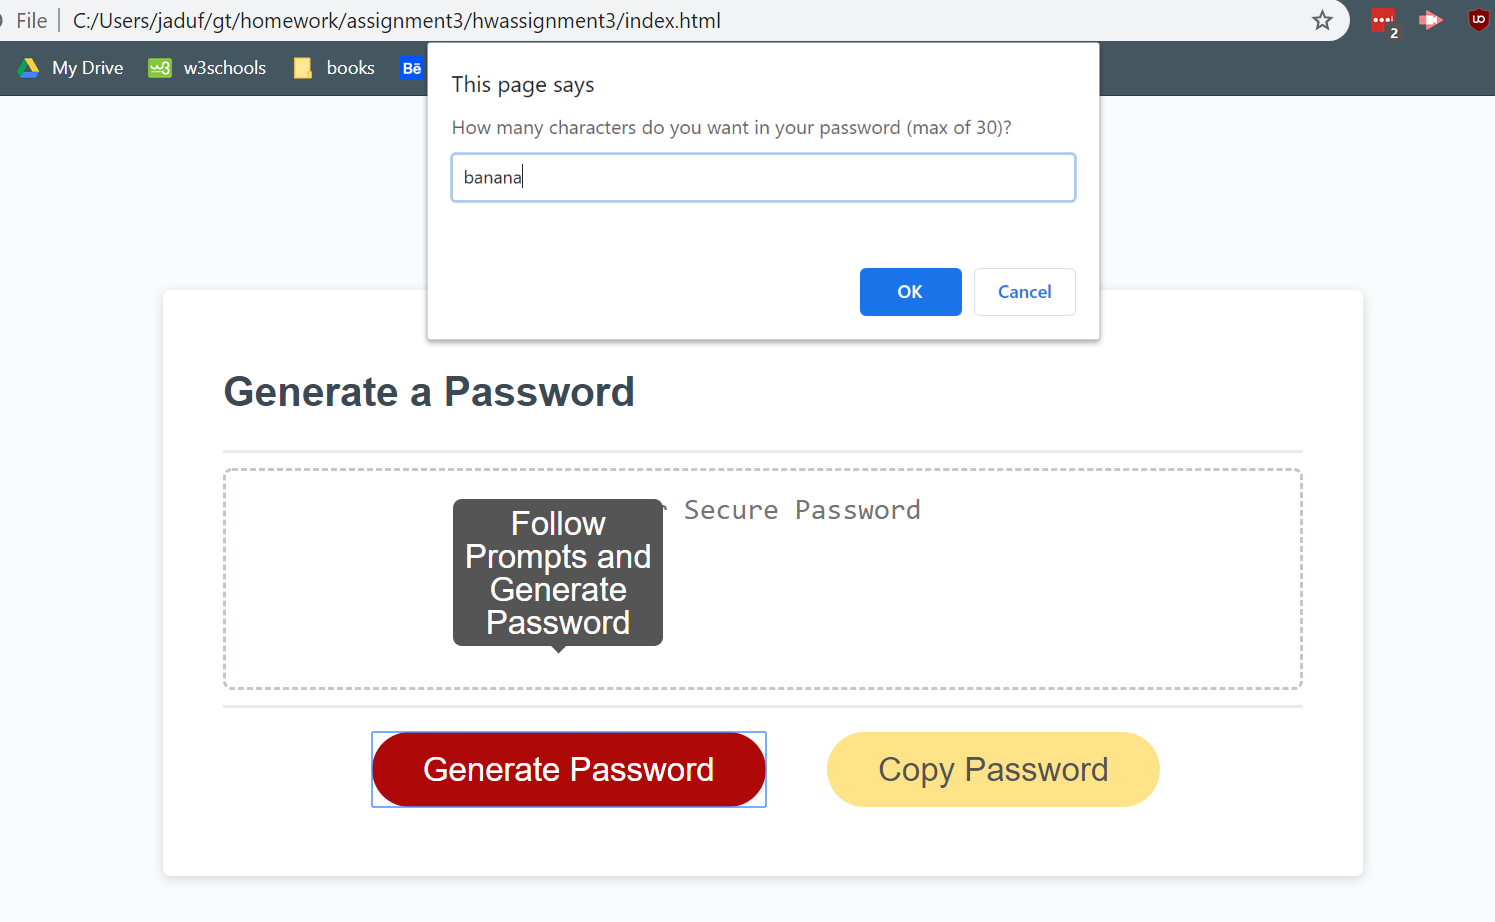 File C:/Users/jaduf/gt/homework/assignment3/hwassignment3/index.html
2
My Drive w3schools books Bē
This page says
How many characters do you want in your password (max of 30)?
banana
OK Cancel
Generate a Password
Secure Password
Follow
Prompts and
Generate
Password
Generate Password Copy Password